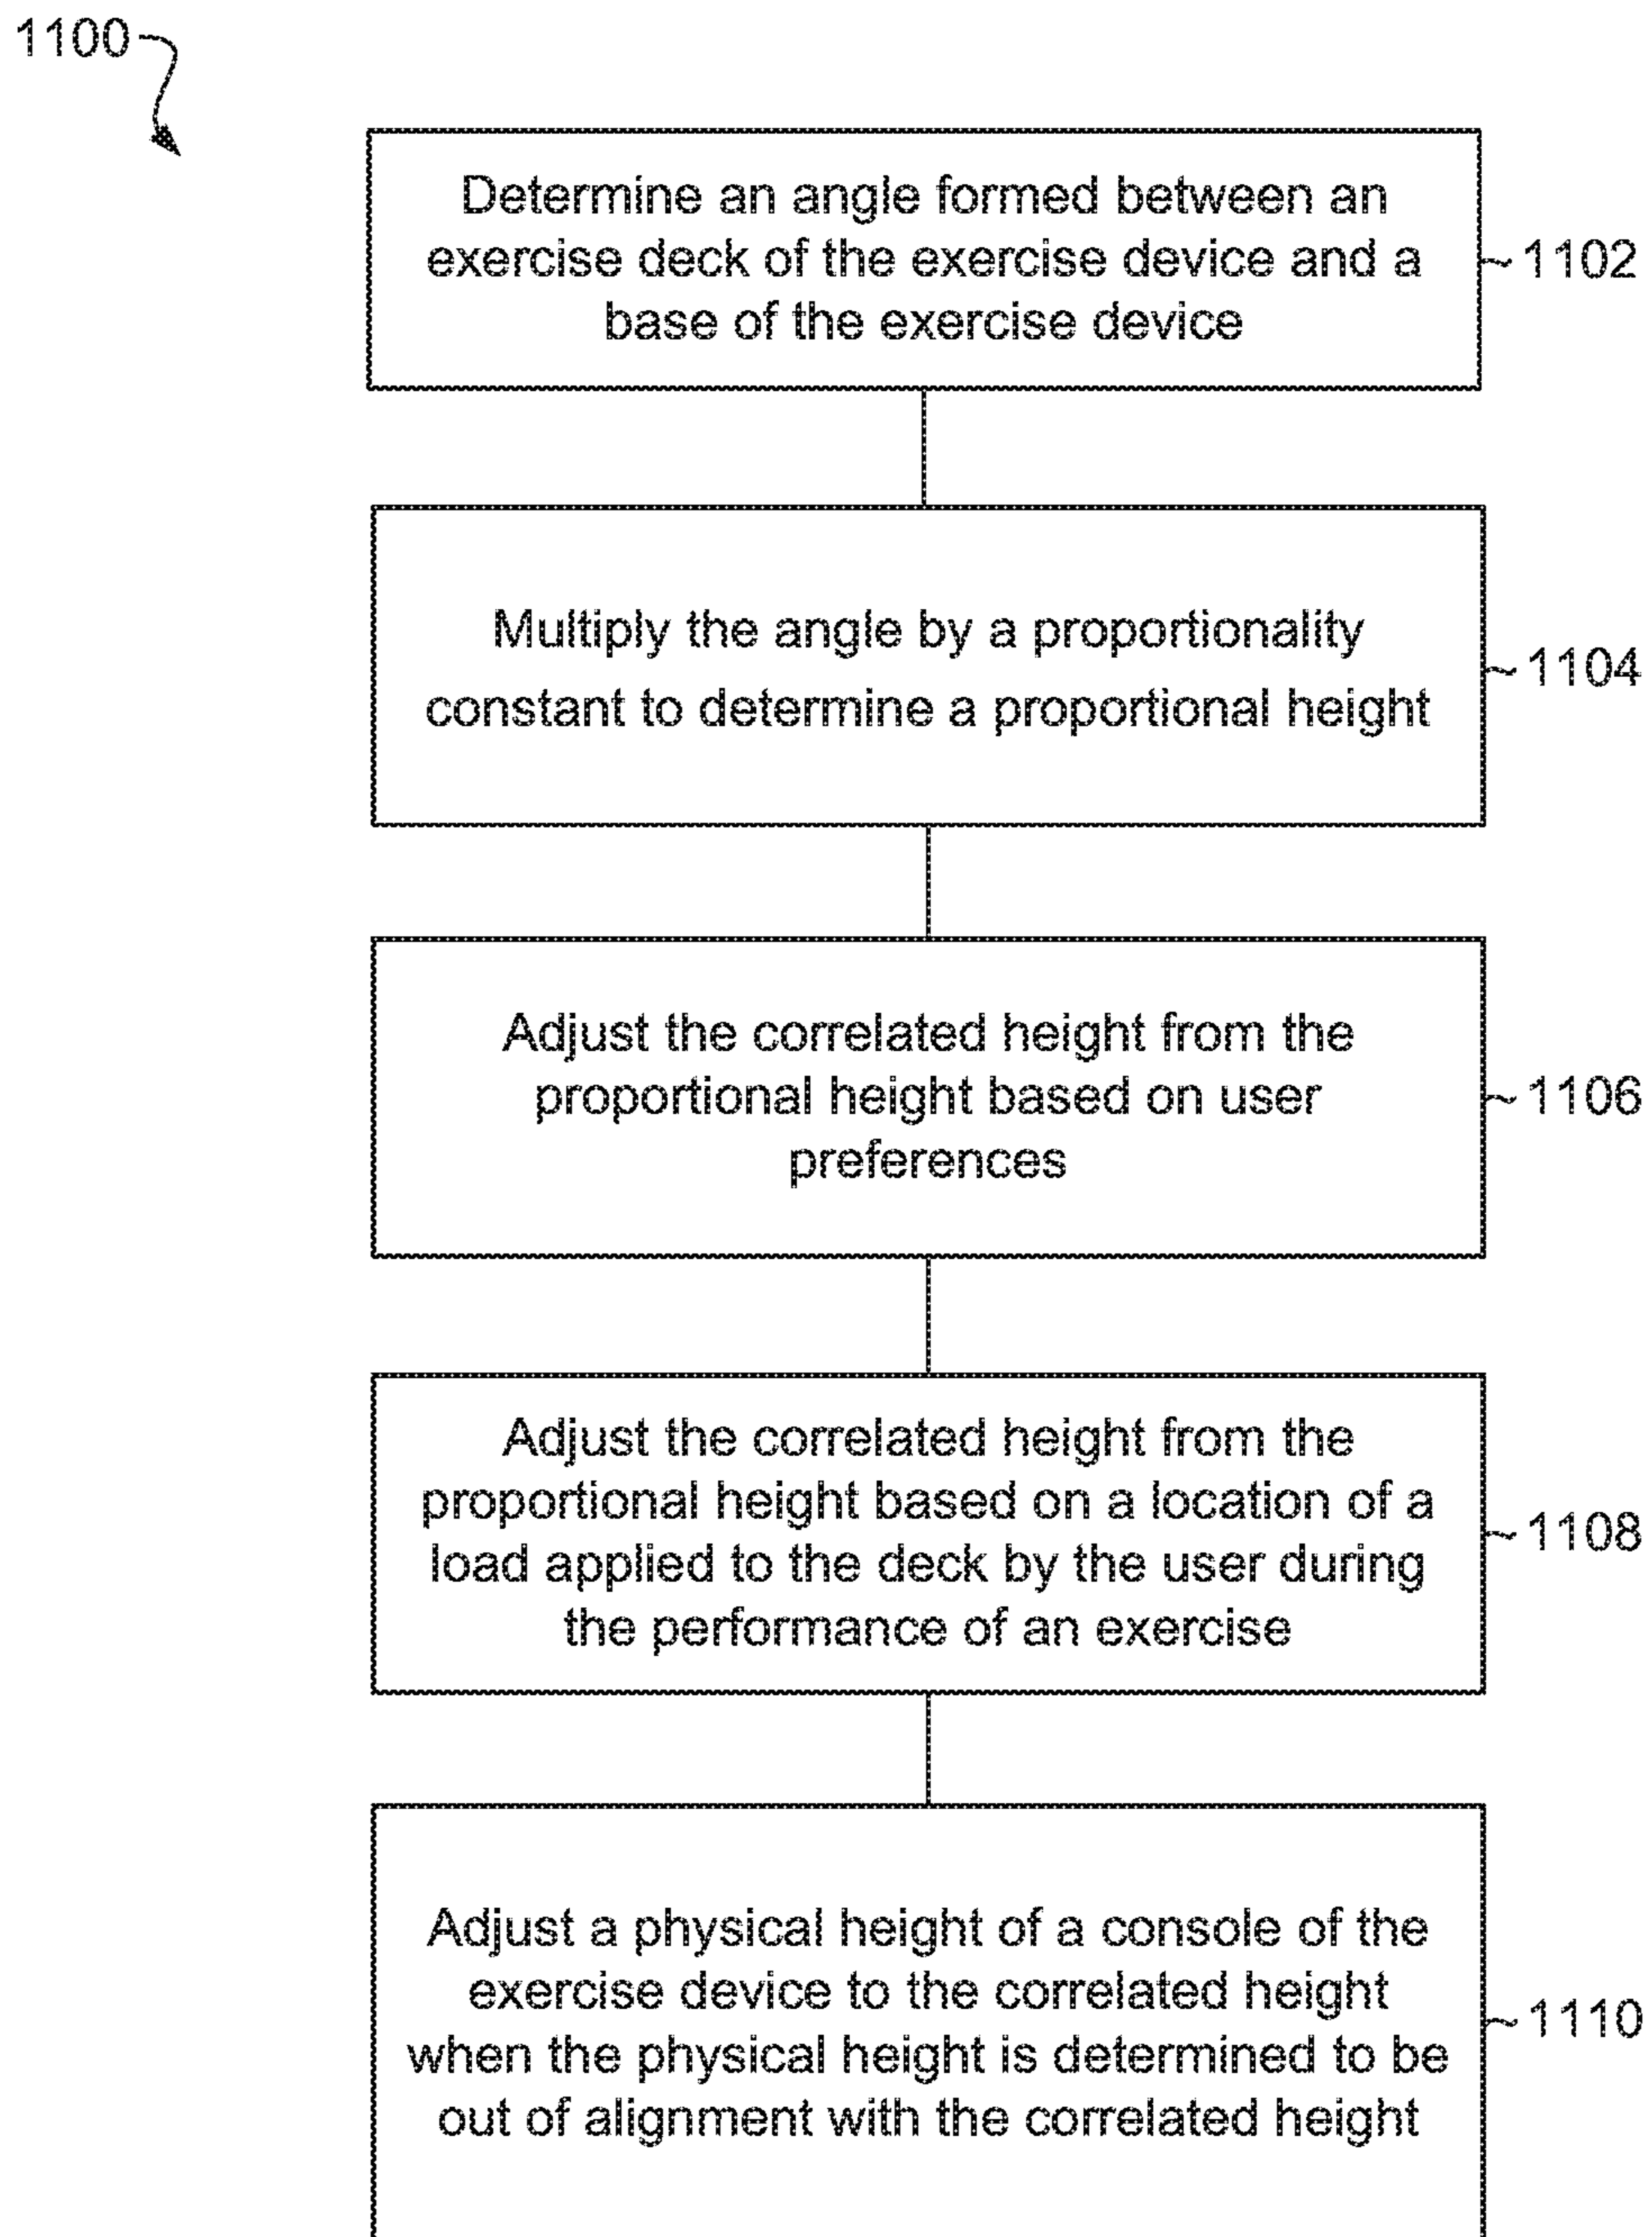 1100
Determine an angle formed between an
exercise deck of the exercise device and a
base of the exercise device
1102
Multiply the angle by a proportionality
constant to determine a proportional height
1104
Adjust the correlated height from the
proportional height based on user
preferences
1106
Adjust the correlated height from the
proportional height based on a location of a
load applied to the deck by the user during
the performance of an exercise
1108
Adjust a physical height of a console of the
exercise device to the correlated height
when the physical height is determined to be
out of alignment with the correlated height
1110